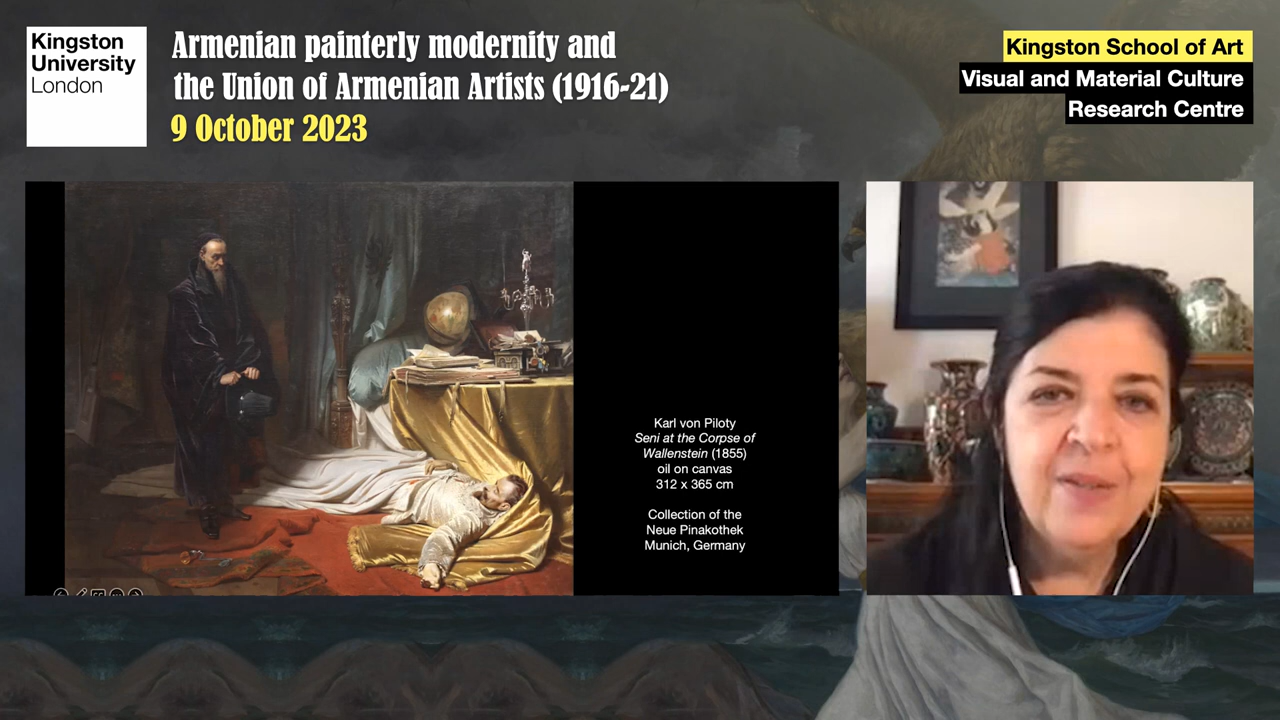 Kingston
University
London
Armenian painterly modernity and
the Union of Armenian Artists (1916-21)
9 October 2023
Kingston School of Art
Visual and Material Culture
Research Centre
Karl von Piloty
Seni at the Corpse of
Wallenstein (1855)
oil on canvas
312 x 365 cm
Collection of the
Neue Pinakothek
Munich, Germany